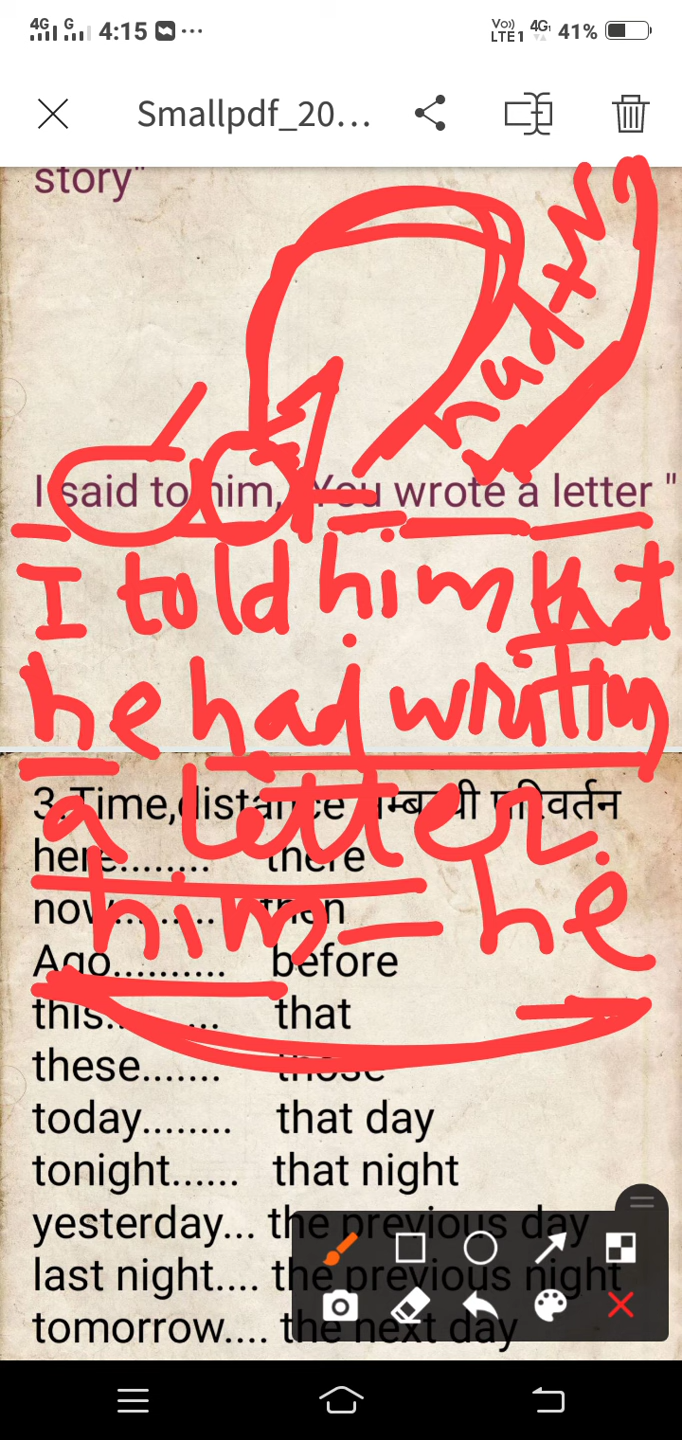 4G G 4:15 ... Vo)) LTE1 4G 41%
Smallpdf_20...
story"
had+
I said to him, "You wrote a letter "
I told him that
he had written
a letter.
3.Time,distance सम्बन्धी परिवर्तन
here........ there
now......... then
him = he
Ago.......... before
this......... that
these....... those
today........ that day
tonight...... that night
yesterday... the previous day
last night.... the previous night
tomorrow.... the next day